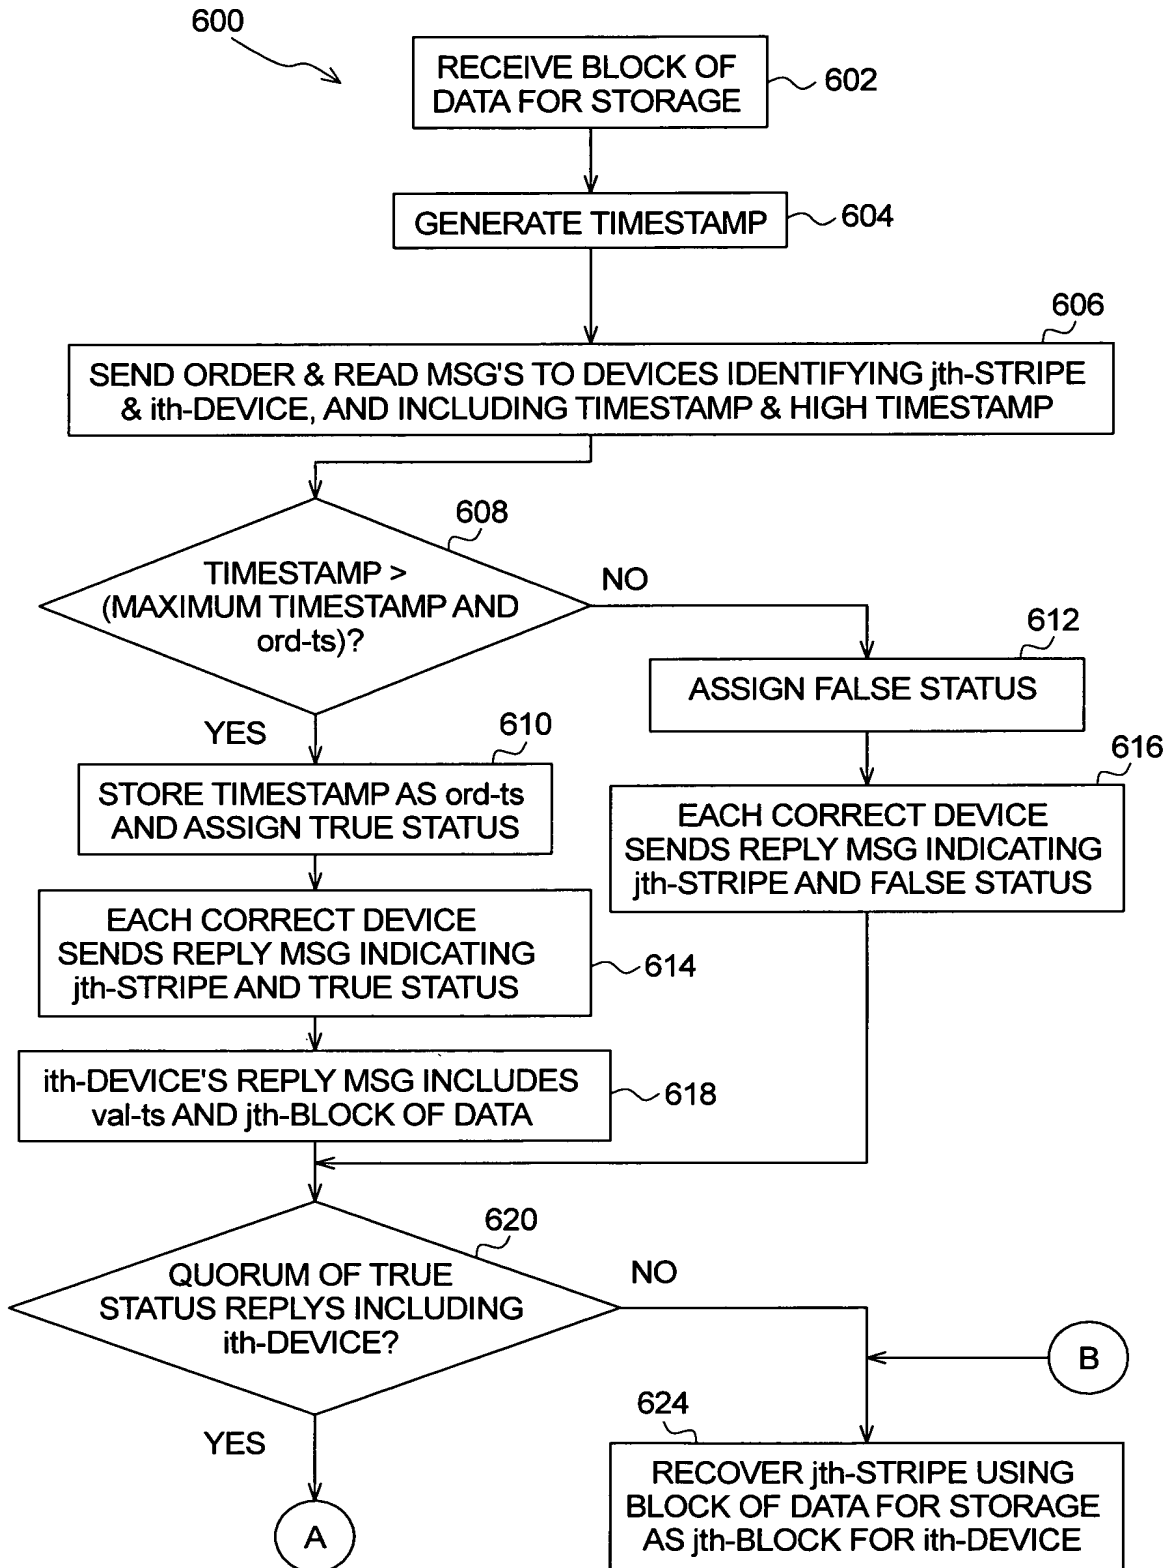 600
RECEIVE BLOCK OF
DATA FOR STORAGE
602
GENERATE TIMESTAMP
604
606
SEND ORDER & READ MSG'S TO DEVICES IDENTIFYING jth-STRIPE
& ith-DEVICE, AND INCLUDING TIMESTAMP & HIGH TIMESTAMP
608
TIMESTAMP >
(MAXIMUM TIMESTAMP AND
ord-ts)?
NO
YES
612
ASSIGN FALSE STATUS
610
STORE TIMESTAMP AS ord-ts
AND ASSIGN TRUE STATUS
616
EACH CORRECT DEVICE
SENDS REPLY MSG INDICATING
jth-STRIPE AND FALSE STATUS
EACH CORRECT DEVICE
SENDS REPLY MSG INDICATING
jth-STRIPE AND TRUE STATUS
614
ith-DEVICE'S REPLY MSG INCLUDES
val-ts AND jth-BLOCK OF DATA
618
620
QUORUM OF TRUE
STATUS REPLYS INCLUDING
ith-DEVICE?
NO
B
YES
A
624
RECOVER jth-STRIPE USING
BLOCK OF DATA FOR STORAGE
AS jth-BLOCK FOR ith-DEVICE